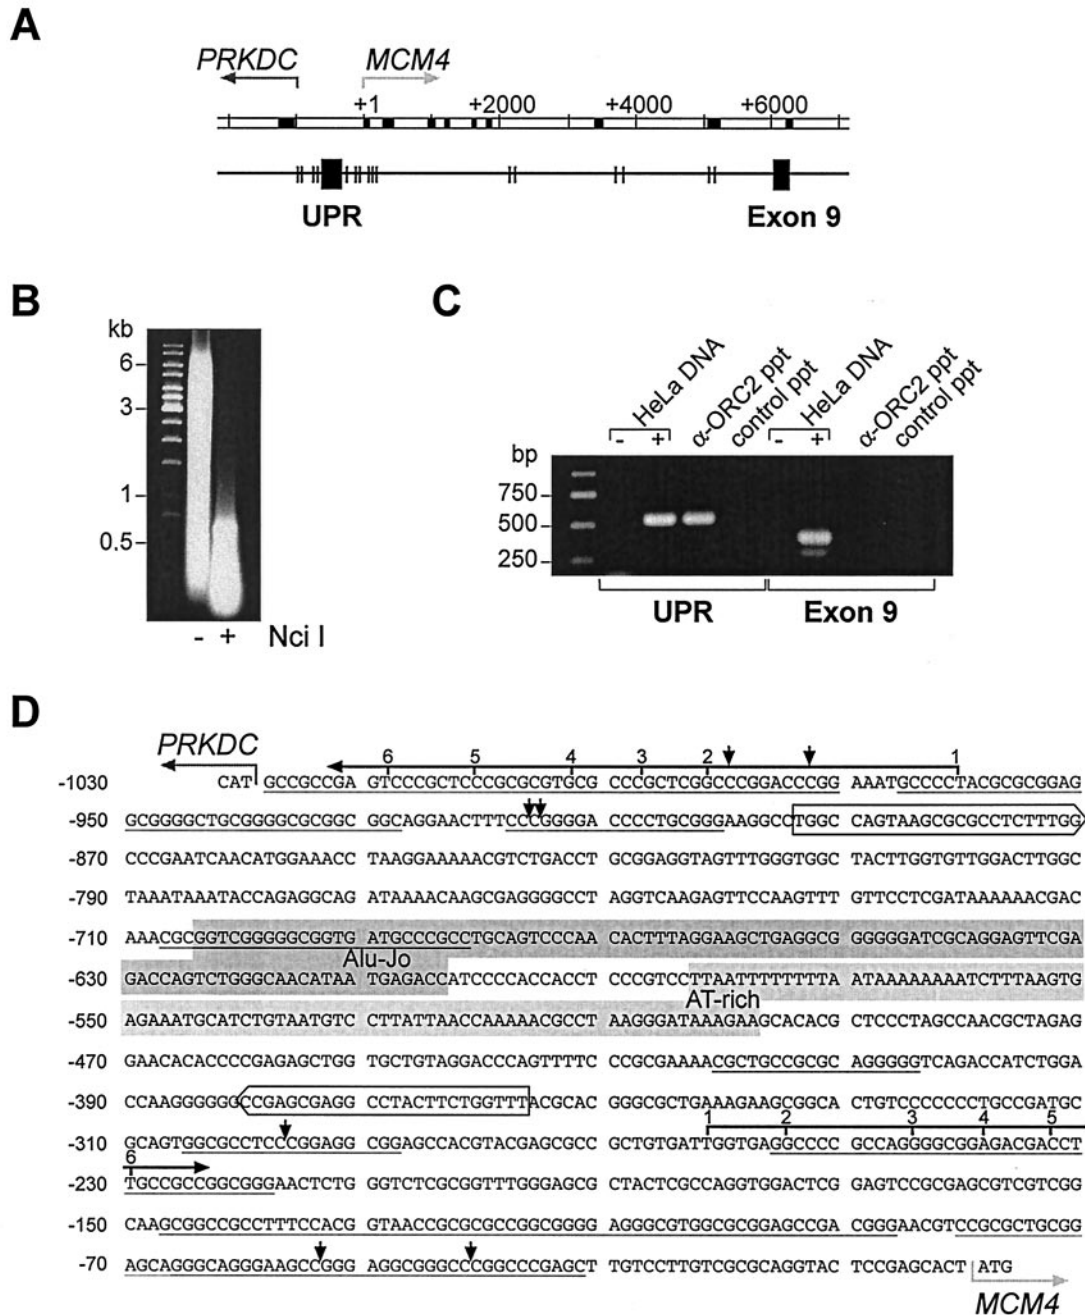 A
PRKDC MCM4
+1 +2000 +4000 +6000
UPR Exon 9
B
kb
6
3
1
0.5
- + Nci I
C
HeLa DNA α-ORC2 ppt control ppt HeLa DNA α-ORC2 ppt control ppt
- + - +
bp
750
500
250
UPR Exon 9
D
PRKDC 6 5 4 3 2 1
-1030 CAT GCCGCCGA GTCCCGCTCCCGCGCGTGCG CCCGCTCGGCCCGGACCCGG AAATGCCCCTACGCGCGGAG
-950 GCGGGGCTGCGGGGCGCGGC GGCAGGAACTTTCCCGGGGA CCCCTGCGGGAAGGCCTGGC CAGTAAGCGCGCCTCTTTGG
-870 CCCGAATCAACATGGAAACC TAAGGAAAAACGTCTGACCT GCGGAGGTAGTTTGGGTGGC TACTTGGTGTTGGACTTGGC
-790 TAAATAAATACCAGAGGCAG ATAAAACAAGCGAGGGGCCT AGGTCAAGAGTTCCAAGTTT GTTCCTCGATAAAAAACGAC
-710 AAACGCGGTCGGGGGCGGTG ATGCCCGCCTGCAGTCCCAA CACTTTAGGAAGCTGAGGCG GGGGGATCGCAGGAGTTCGA
Alu-Jo
-630 GACCAGTCTGGGCAACATAA TGAGACCATCCCCACCACCT CCCGTCCTTAATTTTTTTTA ATAAAAAAAATCTTTAAGTG
AT-rich
-550 AGAAATGCATCTGTAATGTC CTTATTAACCAAAAACGCCT AAGGGATAAAGAAGCACACG CTCCCTAGCCAACGCTAGAG
-470 GAACACACCCCGAGAGCTGG TGCTGTAGGACCCAGTTTTC CCGCGAAAACGCTGCCGCGC AGGGGGTCAGACCATCTGGA
-390 CCAAGGGGGGCCGAGCGAGG CCTACTTCTGGTTTACGCAC GGGCGCTGAAAGAAGCGGCA CTGTCCCCCCCTGCCGATGC
1 2 3 4 5
-310 GCAGTGGCGCCTCCCGGAGG CGGAGCCACGTACGAGCGCC GCTGTGATTGGTGAGGCCCC GCCAGGGGCGGAGACGACCT
6
-230 TGCCGCCGGCGGGAACTCTG GGTCTCGCGGTTTGGGAGCG CTACTCGCCAGGTGGACTCG GAGTCCGCGAGCGTCGTCGG
-150 CAAGCGGCCGCCTTTCCACG GTAACCGCGCGCCGGCGGGG AGGGCGTGGCGCGGAGCCGA CGGGAACGTCCGCGCTGCGG
-70 AGCAGGGCAGGGAAGCCGGG AGGCGGGCCCGGCCCGAGCT TGTCCTTGTCGCGCAGGTAC TCCGAGCACT ATG
MCM4